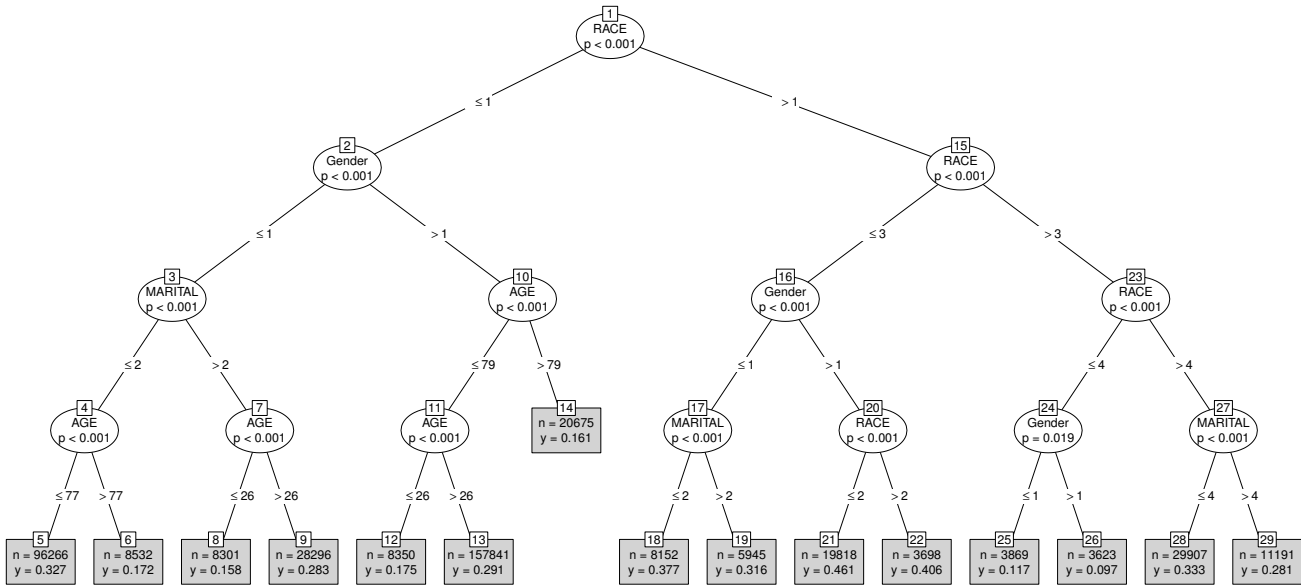 1
RACE
p < 0.001
≤ 1
> 1
2
Gender
p < 0.001
15
RACE
p < 0.001
≤ 1
> 1
≤ 3
> 3
3
MARITAL
p < 0.001
10
AGE
p < 0.001
16
Gender
p < 0.001
23
RACE
p < 0.001
≤ 2
> 2
≤ 79
> 79
≤ 1
> 1
≤ 4
> 4
4
AGE
p < 0.001
7
AGE
p < 0.001
11
AGE
p < 0.001
14
n = 20675
y = 0.161
17
MARITAL
p < 0.001
20
RACE
p < 0.001
24
Gender
p = 0.019
27
MARITAL
p < 0.001
≤ 77
> 77
≤ 26
> 26
≤ 26
> 26
≤ 2
> 2
≤ 2
> 2
≤ 1
> 1
≤ 4
> 4
5
n = 96266
y = 0.327
6
n = 8532
y = 0.172
8
n = 8301
y = 0.158
9
n = 28296
y = 0.283
12
n = 8350
y = 0.175
13
n = 157841
y = 0.291
18
n = 8152
y = 0.377
19
n = 5945
y = 0.316
21
n = 19818
y = 0.461
22
n = 3698
y = 0.406
25
n = 3869
y = 0.117
26
n = 3623
y = 0.097
28
n = 29907
y = 0.333
29
n = 11191
y = 0.281